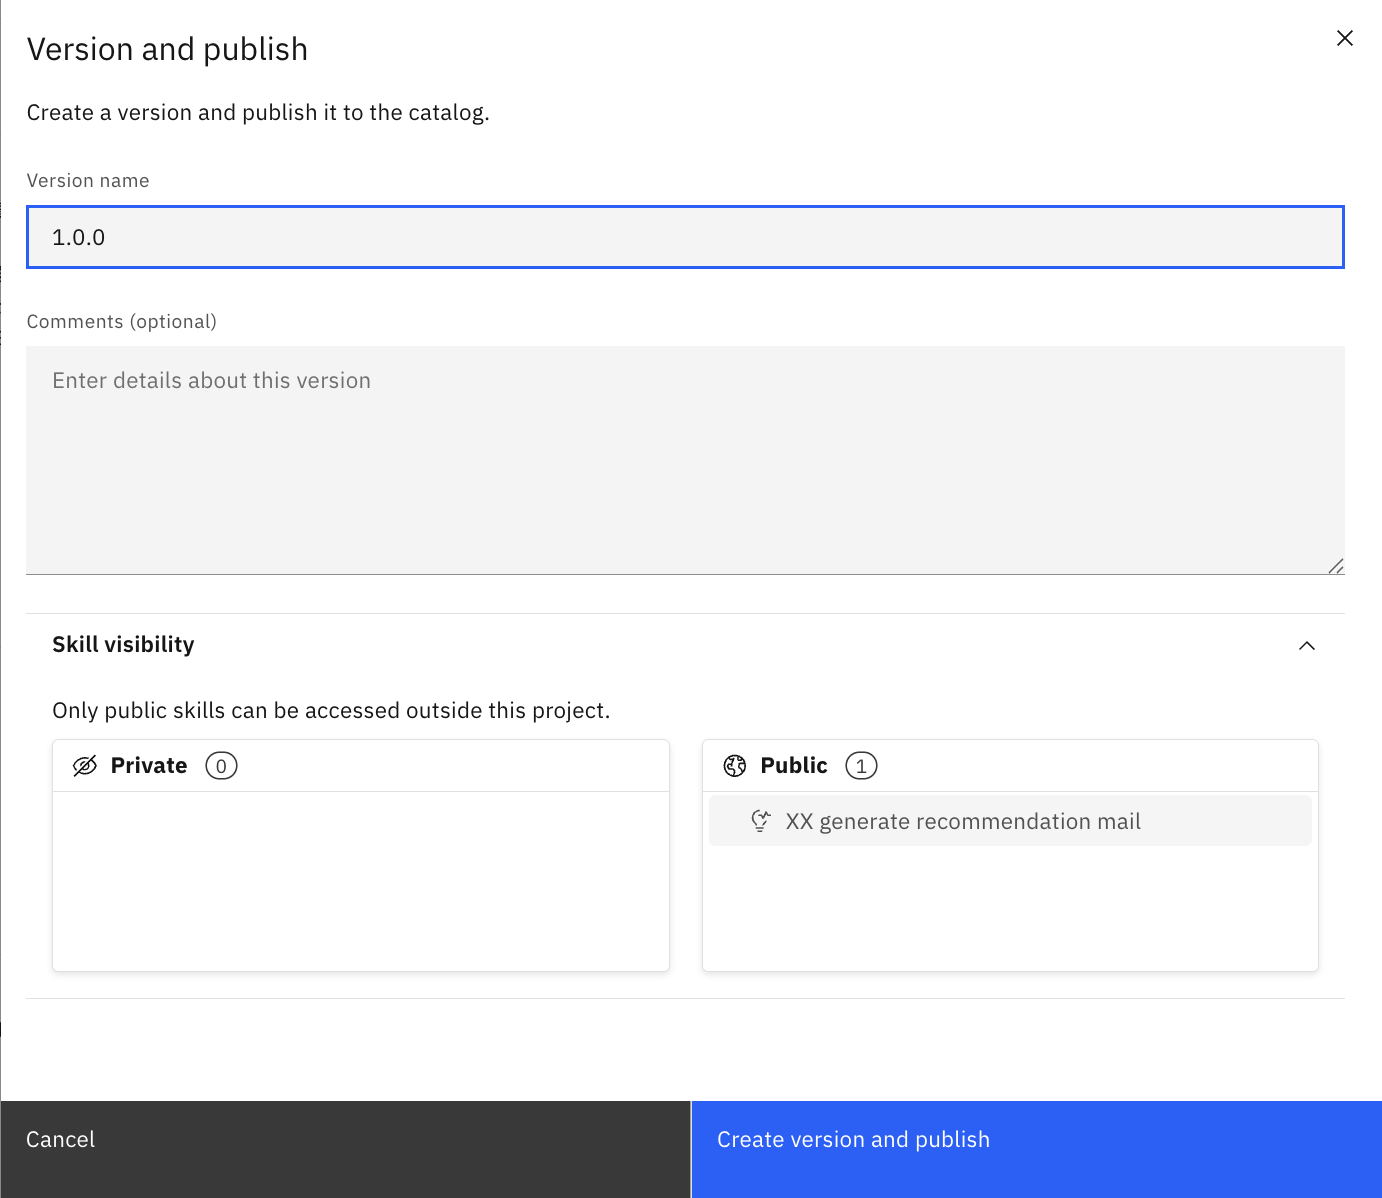 Version and publish
Create a version and publish it to the catalog.
Version name
1.0.0
Comments (optional)
Enter details about this version
Skill visibility
Only public skills can be accessed outside this project.
Private 0
Public 1
XX generate recommendation mail
Cancel
Create version and publish